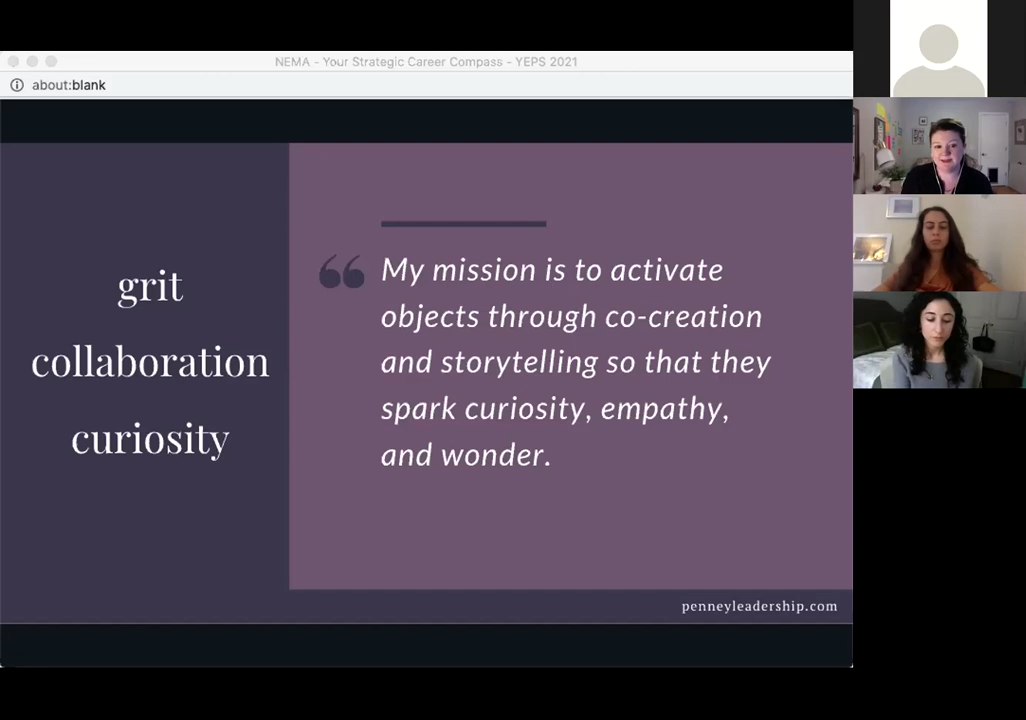 NEMA - Your Strategic Career Compass - YEPS 2021
about:blank
grit
collaboration
curiosity
“ My mission is to activate
objects through co-creation
and storytelling so that they
spark curiosity, empathy,
and wonder.
penneyleadership.com